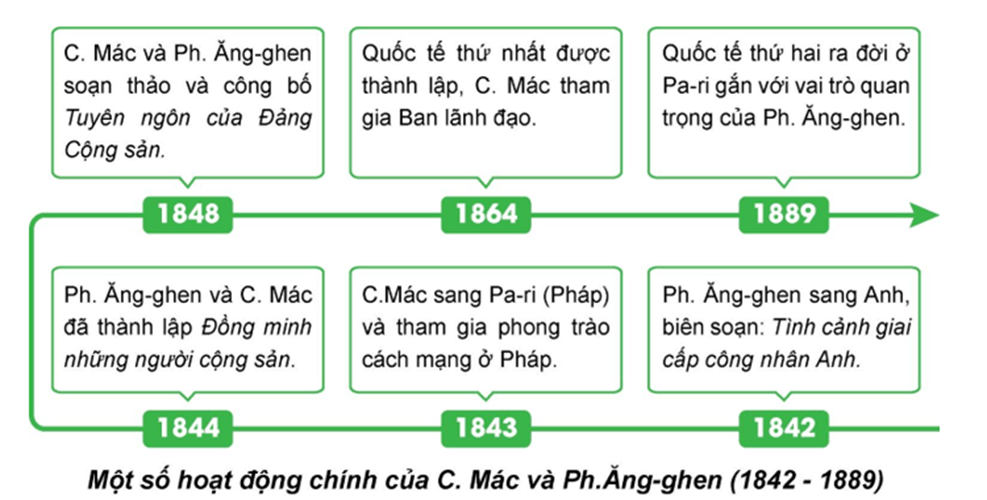 C. Mác và Ph. Ăng-ghen
soạn thảo và công bố
Tuyên ngôn của Đảng
Cộng sản.
1848
Quốc tế thứ nhất được
thành lập, C. Mác tham
gia Ban lãnh đạo.
1864
Quốc tế thứ hai ra đời ở
Pa-ri gắn với vai trò quan
trọng của Ph. Ăng-ghen.
1889
Ph. Ăng-ghen và C. Mác
đã thành lập Đồng minh
những người cộng sản.
1844
C.Mác sang Pa-ri (Pháp)
và tham gia phong trào
cách mạng ở Pháp.
1843
Ph. Ăng-ghen sang Anh,
biên soạn: Tình cảnh giai
cấp công nhân Anh.
1842
Một số hoạt động chính của C. Mác và Ph.Ăng-ghen (1842 - 1889)